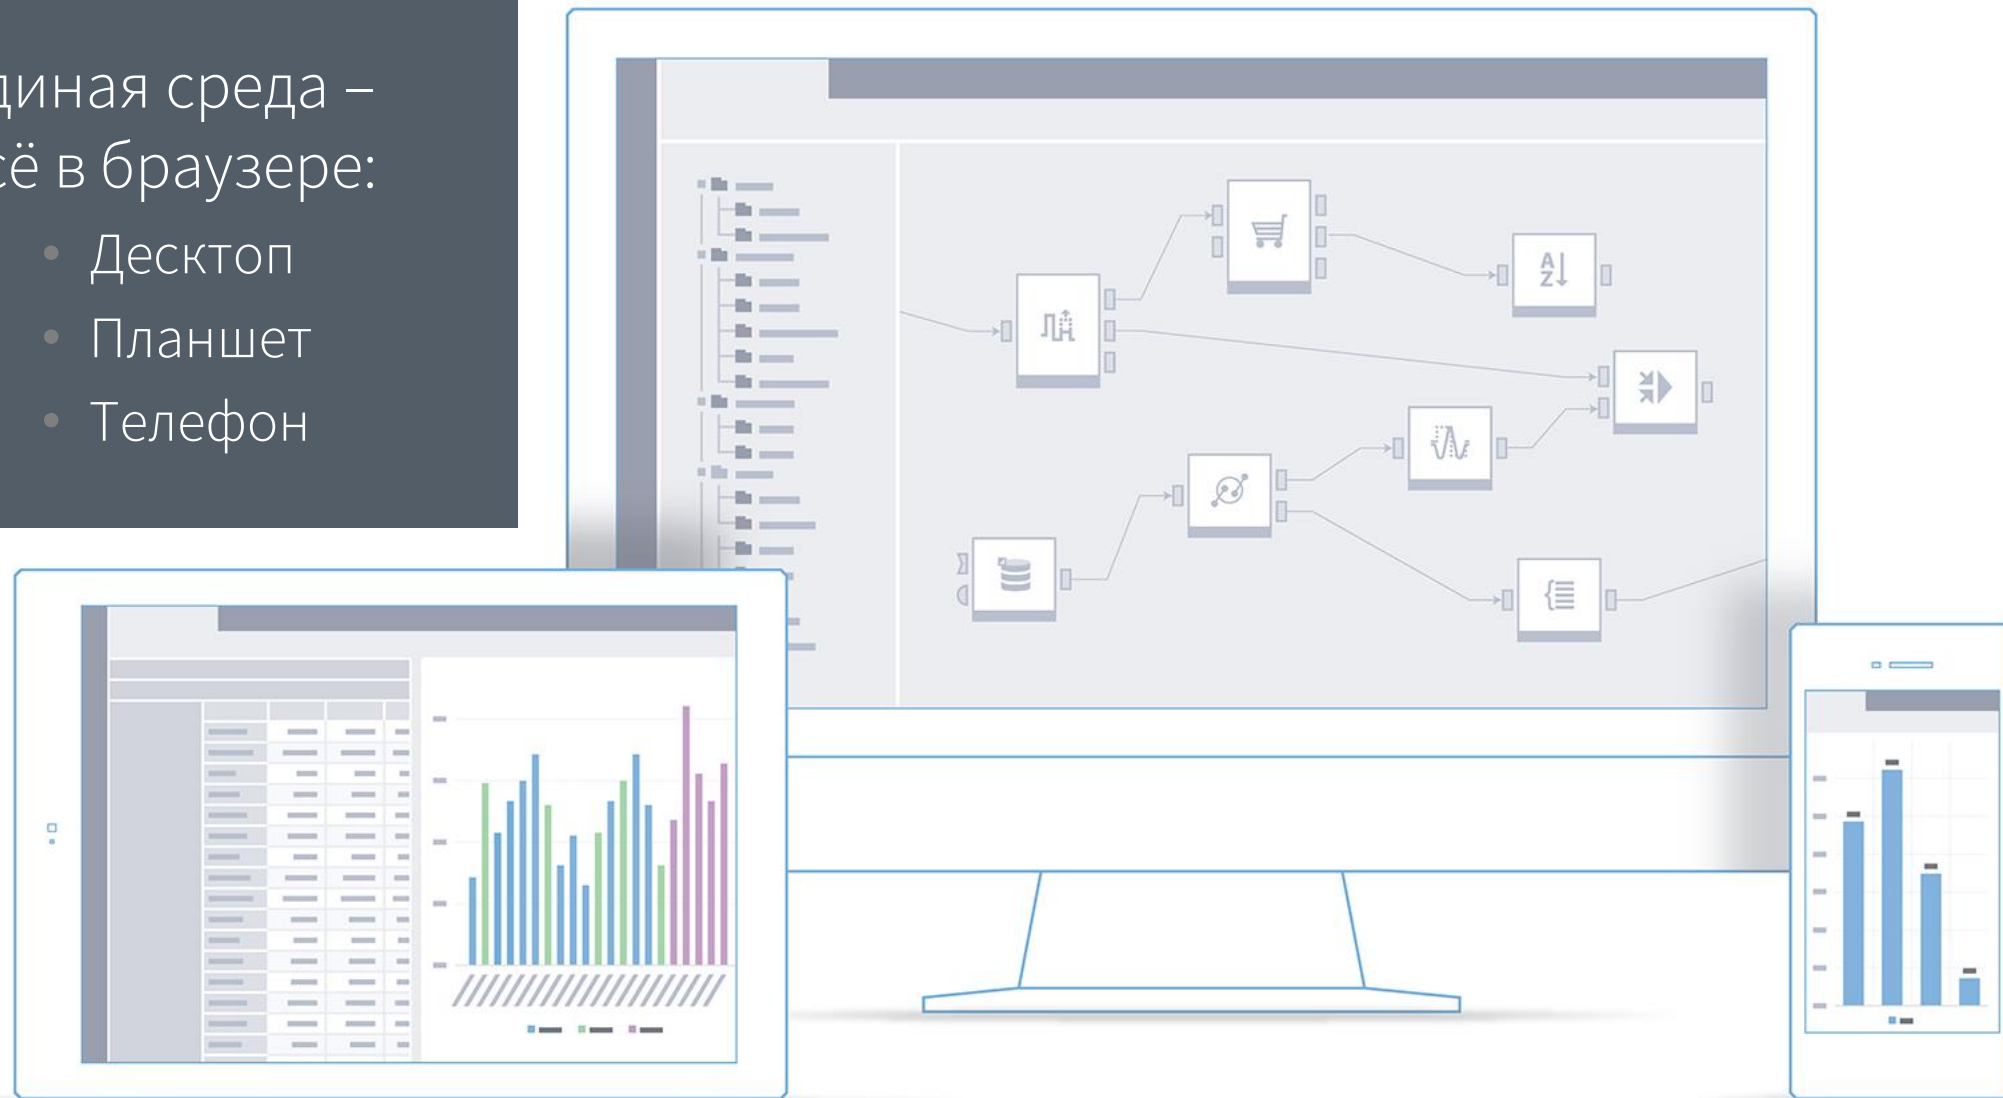 диная среда –
сё в браузере:
• Десктоп
• Планшет
• Телефон